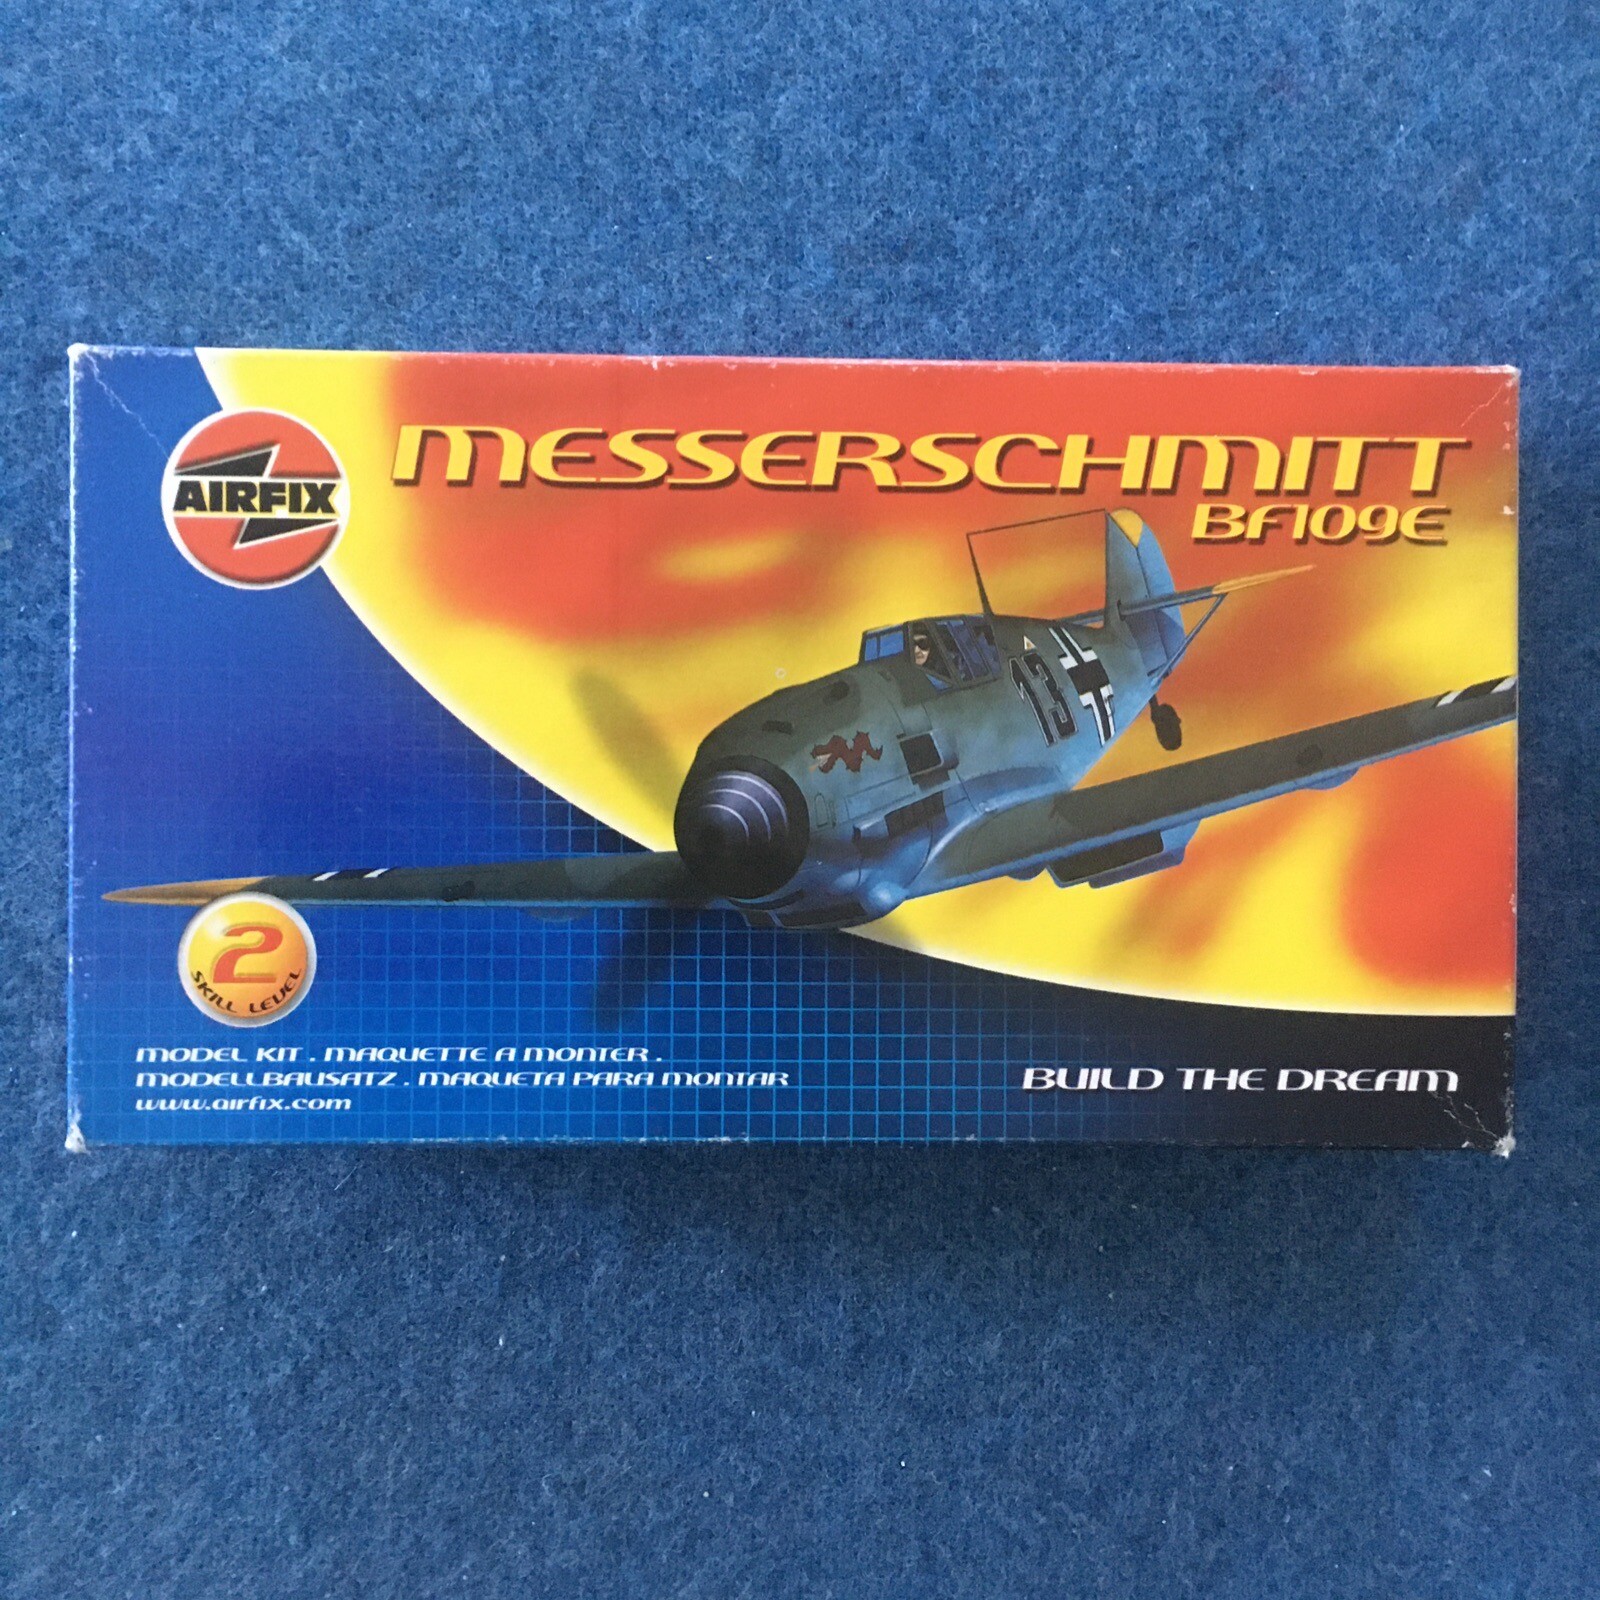 AIRFIX
MESSERSCHMITT
BF109E
13
2
SKILL LEVEL
MODEL KIT . MAQUETTE A MONTER .
MODELLBAUSATZ . MAQUETA PARA MONTAR
www.airfix.com
BUILD THE DREAM